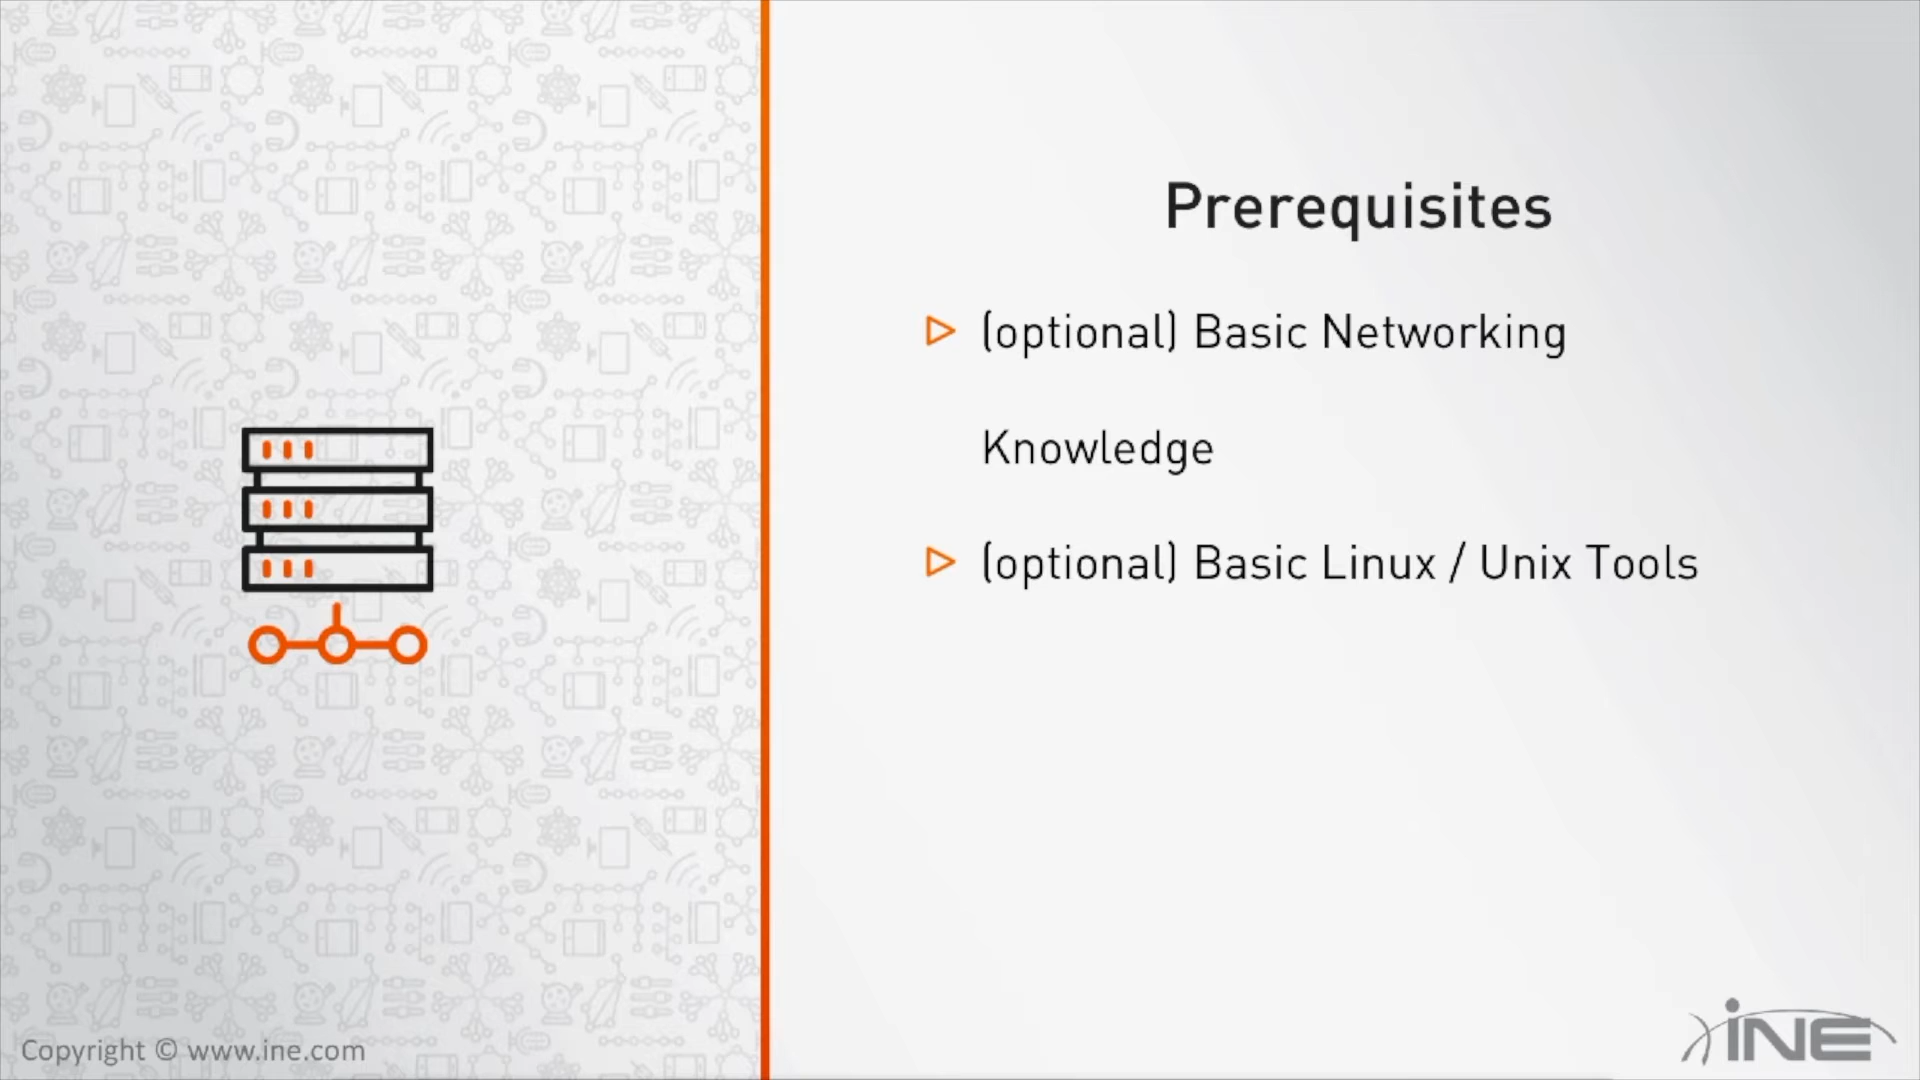 Prerequisites
(optional) Basic Networking
Knowledge
(optional) Basic Linux / Unix Tools
Copyright © www.ine.com
iNE